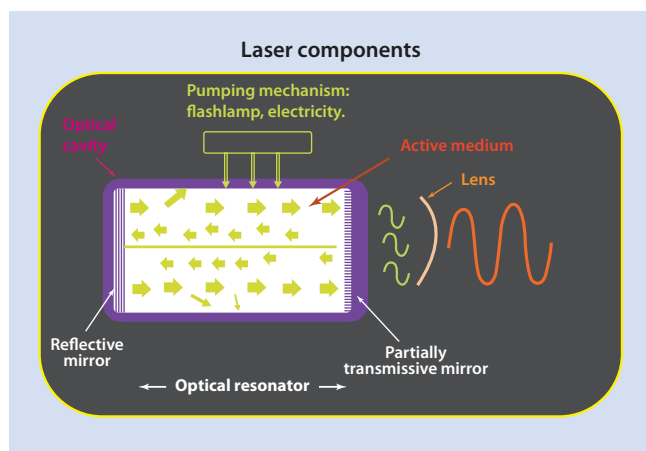 Laser components
Pumping mechanism:
flashlamp, electricity.
Optical
cavity
Active medium
Lens
Reflective
mirror
Partially
transmissive mirror
Optical resonator